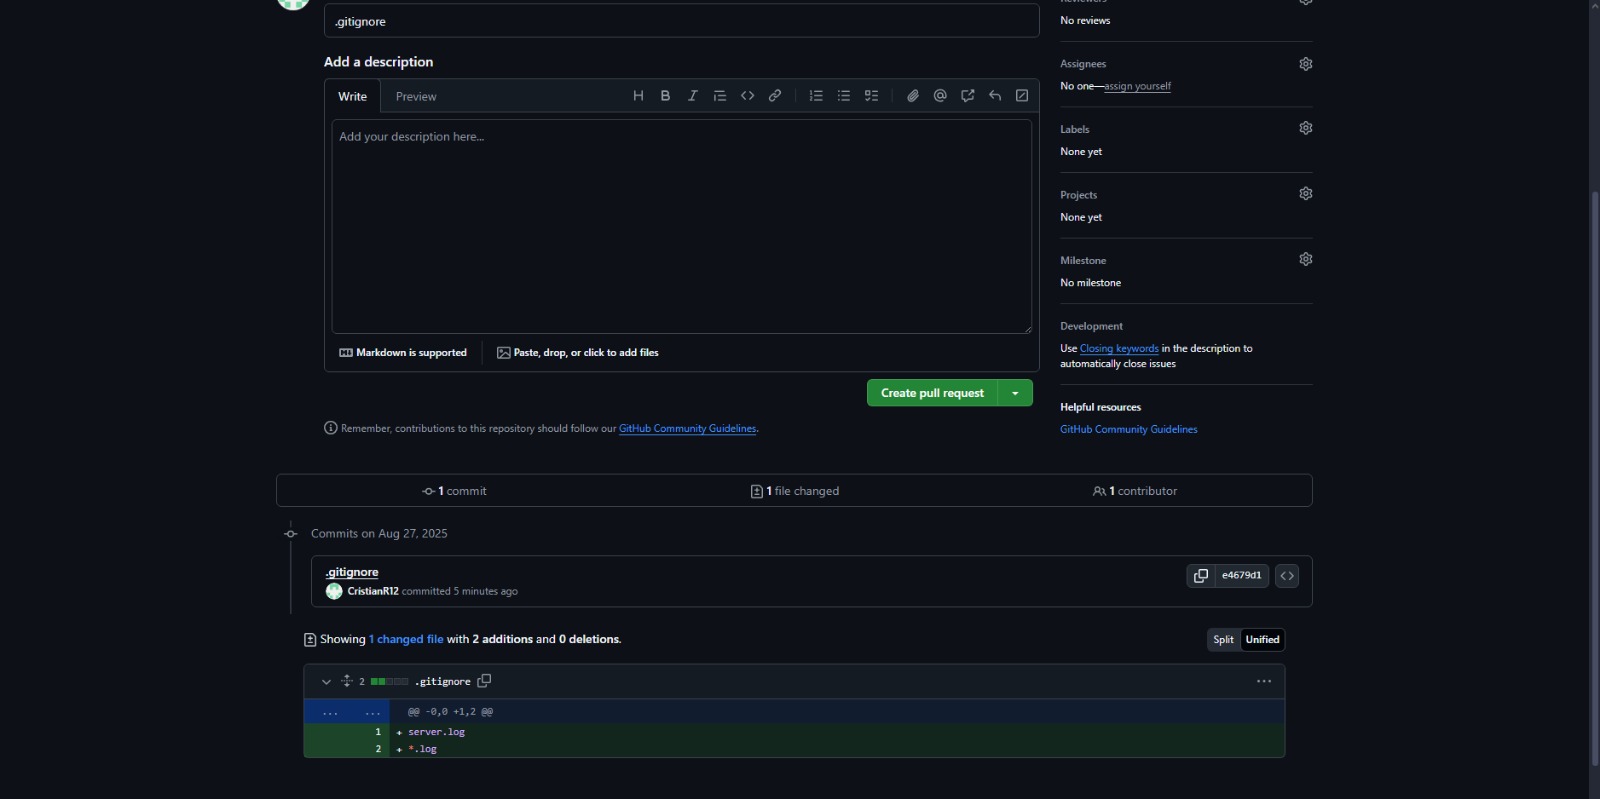 Reviewers
.gitignore
No reviews
Add a description
Assignees
No one—assign yourself
Write
Preview
Add your description here...
Labels
None yet
Projects
None yet
Milestone
No milestone
Development
Use Closing keywords in the description to
automatically close issues
Markdown is supported
Paste, drop, or click to add files
Create pull request
Helpful resources
GitHub Community Guidelines
Remember, contributions to this repository should follow our GitHub Community Guidelines.
1 commit
1 file changed
1 contributor
Commits on Aug 27, 2025
.gitignore
CristianR12 committed 5 minutes ago
e4679d1
Showing 1 changed file with 2 additions and 0 deletions.
Split
Unified
2 .gitignore
... ... @@ -0,0 +1,2 @@
1 + server.log
2 + *.log